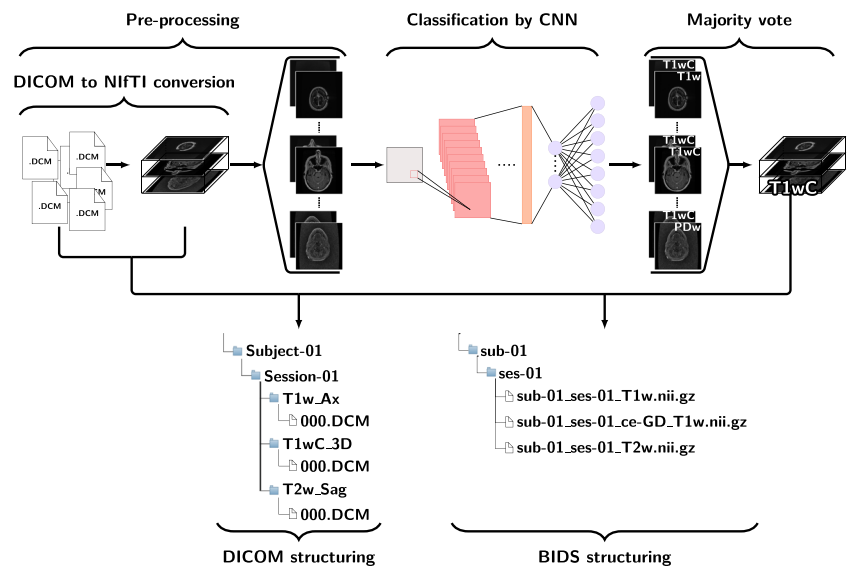 Pre-processing
Classification by CNN
Majority vote
DICOM to NIfTI conversion
.DCM
.DCM
.DCM
.DCM
.DCM
T1wC
T1w
T1wC
T1wC
T1wC
PDw
T1wC
Subject-01
Session-01
T1w_Ax
000.DCM
T1wC_3D
000.DCM
T2w_Sag
000.DCM
DICOM structuring
sub-01
ses-01
sub-01_ses-01_T1w.nii.gz
sub-01_ses-01_ce-GD_T1w.nii.gz
sub-01_ses-01_T2w.nii.gz
BIDS structuring